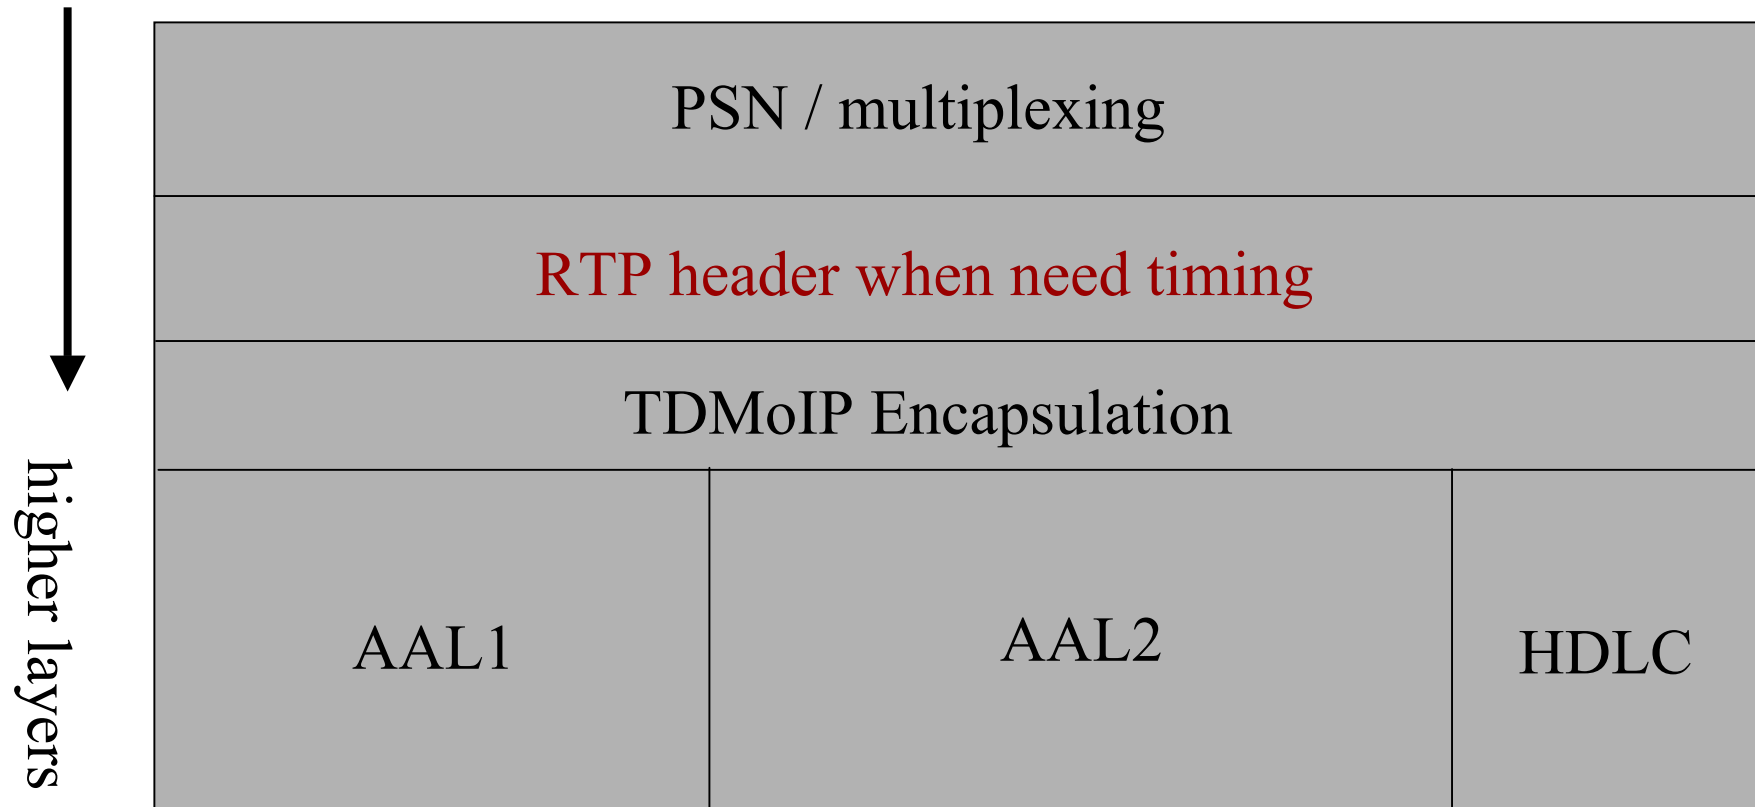 PSN / multiplexing
RTP header when need timing
TDMoIP Encapsulation
higher layers
AAL1
AAL2
HDLC